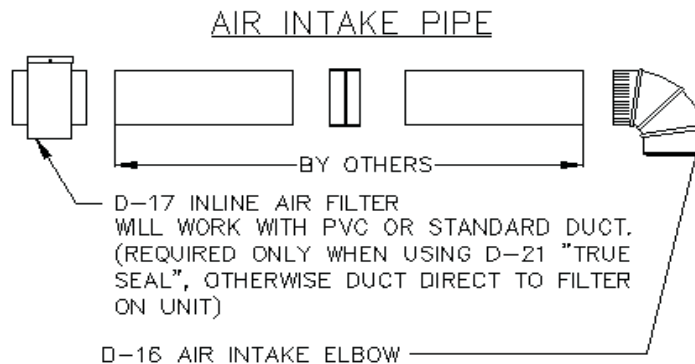 AIR INTAKE PIPE
BY OTHERS
D-17 INLINE AIR FILTER
WILL WORK WITH PVC OR STANDARD DUCT.
(REQUIRED ONLY WHEN USING D-21 "TRUE
SEAL", OTHERWISE DUCT DIRECT TO FILTER
ON UNIT)
D-16 AIR INTAKE ELBOW